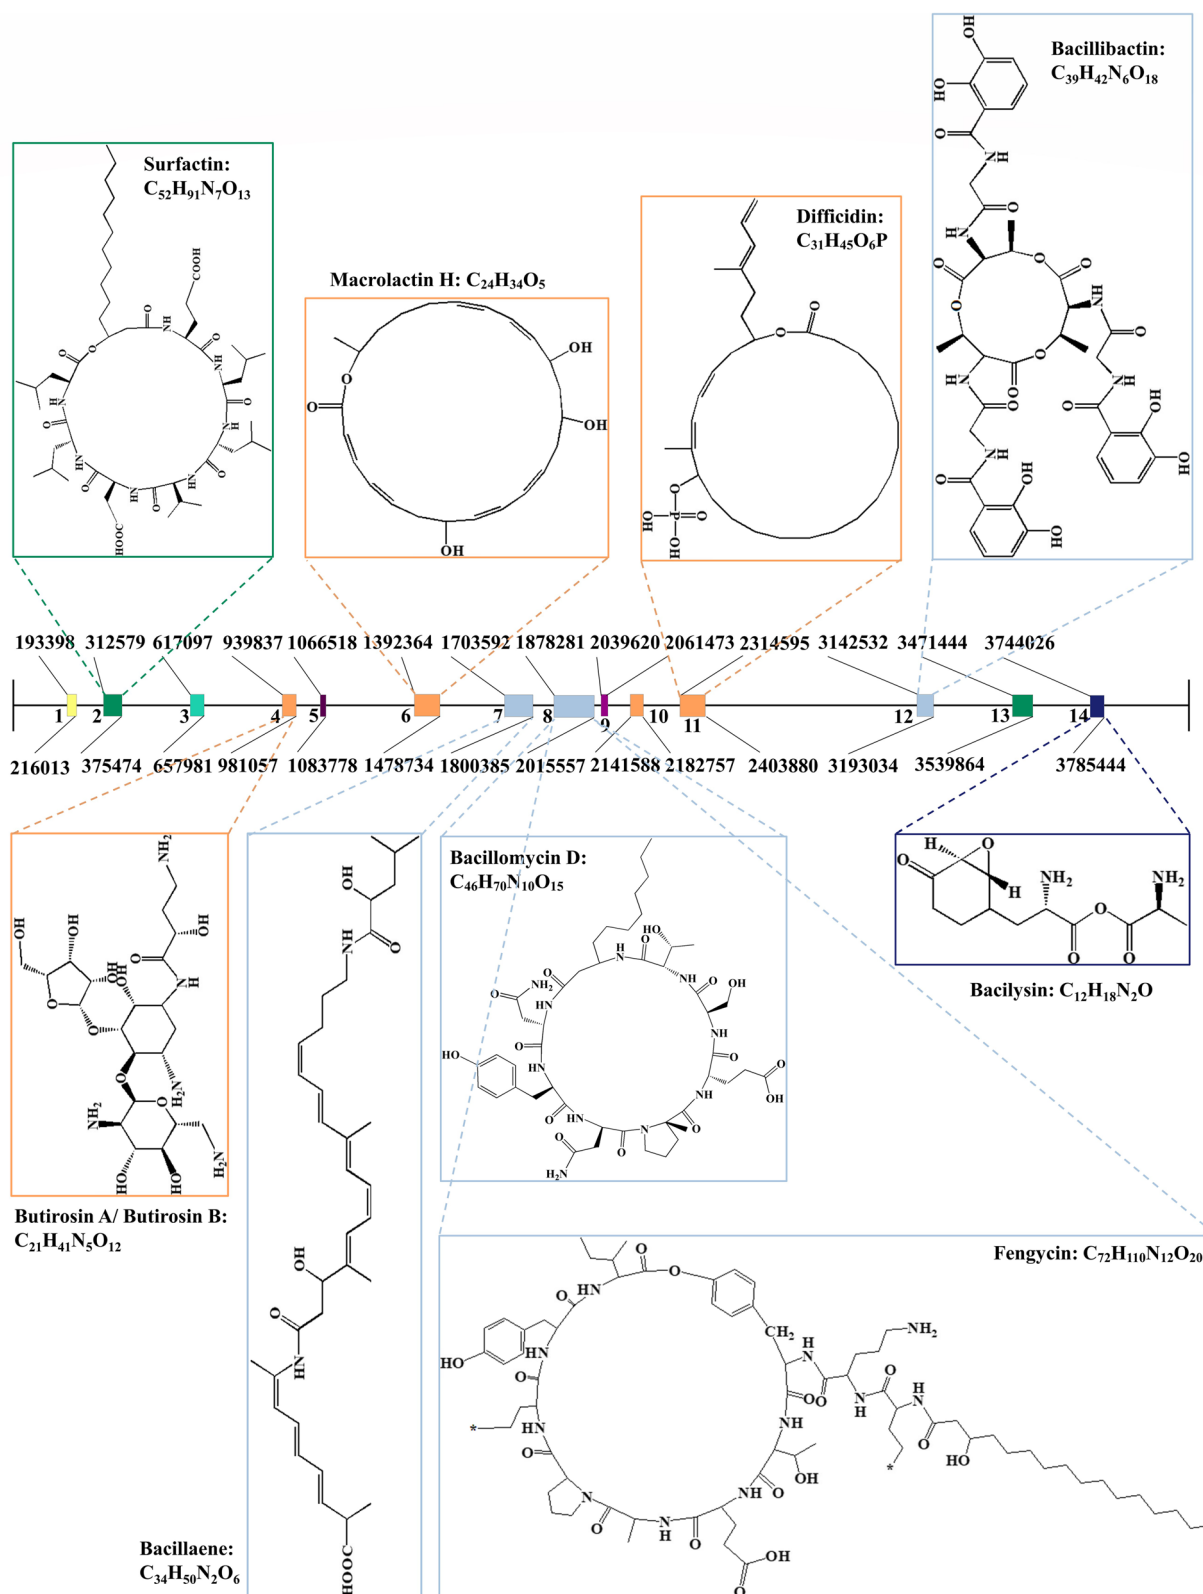 Bacillibactin:
C₃₉H₄₂N₆O₁₈
Surfactin:
C₅₂H₉₁N₇O₁₃
Difficidin:
C₃₁H₄₅O₆P
Macrolactin H: C₂₄H₃₄O₅
193398 312579 617097 939837 1066518 1392364 1703592 1878281 2039620 2061473 2314595 3142532 3471444 3744026
1 2 3 4 5 6 7 8 9 10 11 12 13 14
216013 375474 657981 981057 1083778 1478734 1800385 2015557 2141588 2182757 2403880 3193034 3539864 3785444
Bacillomycin D:
C₄₆H₇₀N₁₀O₁₅
Bacilysin: C₁₂H₁₈N₂O
Butirosin A/ Butirosin B:
C₂₁H₄₁N₅O₁₂
Fengycin: C₇₂H₁₁₀N₁₂O₂₀
Bacillaene:
C₃₄H₅₀N₂O₆